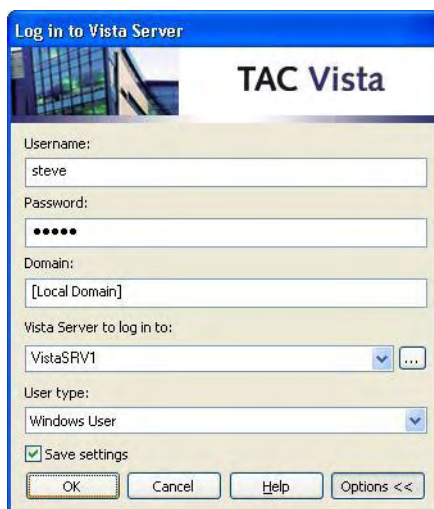 Log in to Vista Server
TAC Vista
Username:
steve
Password:
•••••
Domain:
[Local Domain]
Vista Server to log in to:
VistaSRV1
...
User type:
Windows User
Save settings
OK Cancel Help Options <<